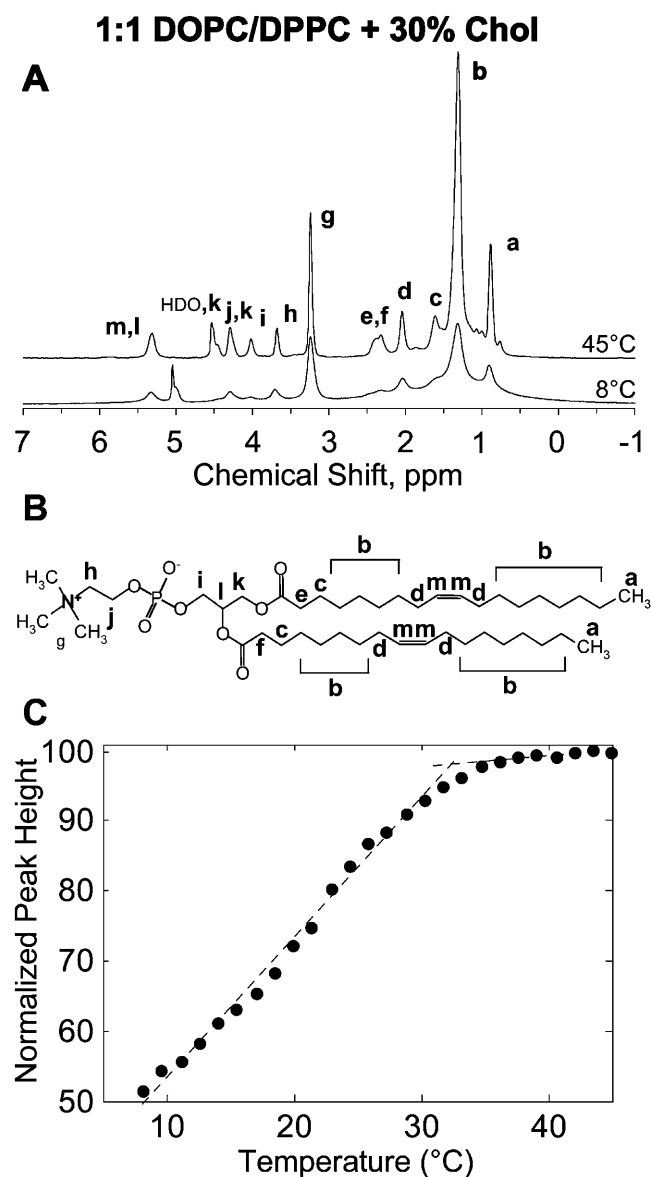 1:1 DOPC/DPPC + 30% Chol
A
b
g
a
HDO,k
j,k
i
h
e,f
d
c
m,l
45°C
8°C
7 6 5 4 3 2 1 0 -1
Chemical Shift, ppm
B
b
b
O⁻
O
h
i
k
e
c
d
m m
d
a
H₃C
N⁺
O
P
O
l
O
CH₃
H₃C
g
CH₃
j
O
O
a
f
c
d
mm
d
CH₃
O
b
b
C
Normalized Peak Height
100
90
80
70
60
50
10 20 30 40
Temperature (°C)